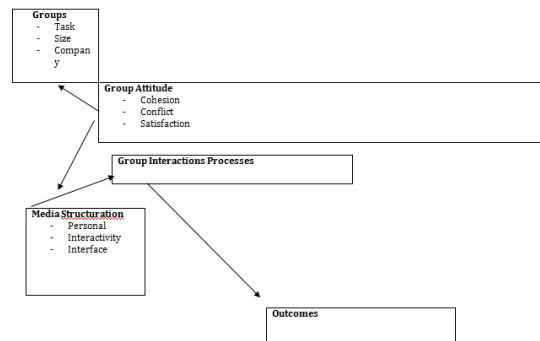 Groups
- Task
- Size
- Compan
y
Group Attitude
- Cohesion
- Conflict
- Satisfaction
Group Interactions Processes
Media Structuration
- Personal
- Interactivity
- Interface
Outcomes